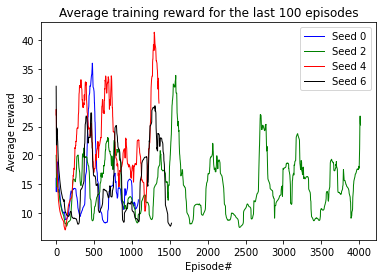 Average training reward for the last 100 episodes
Average reward
40
35
30
25
20
15
10
Seed 0
Seed 2
Seed 4
Seed 6
0 500 1000 1500 2000 2500 3000 3500 4000
Episode#